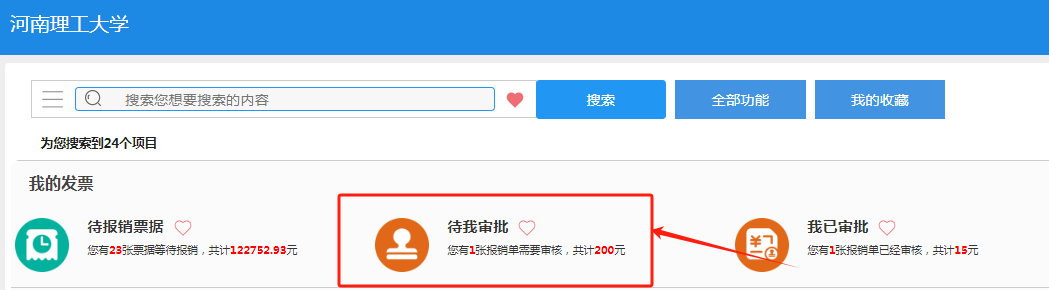 河南理工大学
搜索您想要搜索的内容
搜索
全部功能
我的收藏
为您搜索到24个项目
我的发票
待报销票据
您有23张票据等待报销，共计122752.93元
待我审批
您有1张报销单需要审核，共计200元
我已审批
您有1张报销单已经审核，共计15元